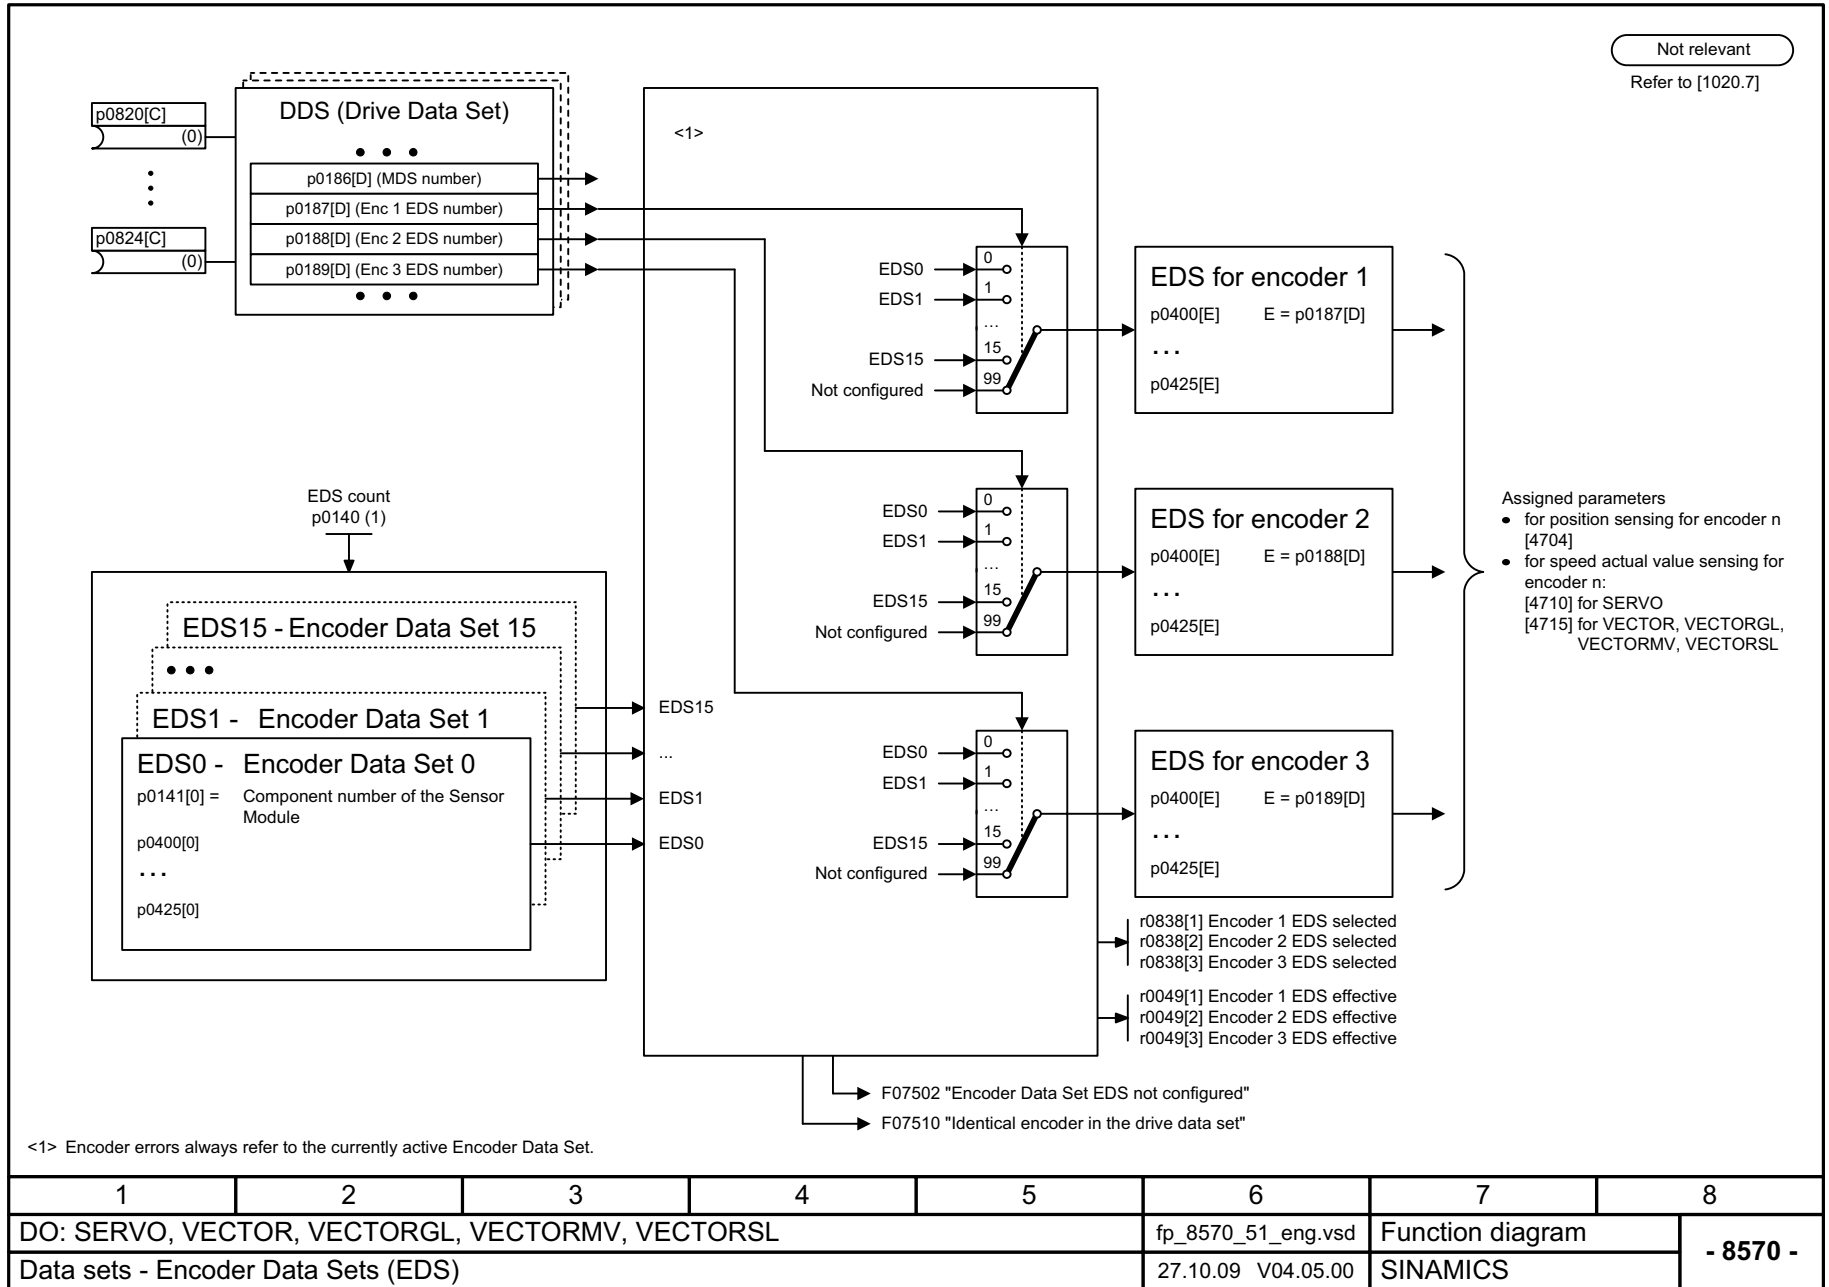 Not relevant
Refer to [1020.7]
p0820[C]
(0)
p0824[C]
(0)
DDS (Drive Data Set)
p0186[D] (MDS number)
p0187[D] (Enc 1 EDS number)
p0188[D] (Enc 2 EDS number)
p0189[D] (Enc 3 EDS number)
<1>
EDS0
EDS1
EDS15
Not configured
0
1
...
15
99
EDS for encoder 1
p0400[E] E = p0187[D]
...
p0425[E]
EDS0
EDS1
EDS15
Not configured
0
1
...
15
99
EDS for encoder 2
p0400[E] E = p0188[D]
...
p0425[E]
EDS0
EDS1
EDS15
Not configured
0
1
...
15
99
EDS for encoder 3
p0400[E] E = p0189[D]
...
p0425[E]
Assigned parameters
• for position sensing for encoder n
[4704]
• for speed actual value sensing for
encoder n:
[4710] for SERVO
[4715] for VECTOR, VECTORGL,
VECTORMV, VECTORSL
EDS count
p0140 (1)
EDS15 - Encoder Data Set 15
EDS1 - Encoder Data Set 1
EDS0 - Encoder Data Set 0
p0141[0] = Component number of the Sensor
Module
p0400[0]
...
p0425[0]
EDS15
...
EDS1
EDS0
r0838[1] Encoder 1 EDS selected
r0838[2] Encoder 2 EDS selected
r0838[3] Encoder 3 EDS selected
r0049[1] Encoder 1 EDS effective
r0049[2] Encoder 2 EDS effective
r0049[3] Encoder 3 EDS effective
F07502 "Encoder Data Set EDS not configured"
F07510 "Identical encoder in the drive data set"
<1> Encoder errors always refer to the currently active Encoder Data Set.
1 2 3 4 5 6 7 8
DO: SERVO, VECTOR, VECTORGL, VECTORMV, VECTORSL
fp_8570_51_eng.vsd
Function diagram
- 8570 -
Data sets - Encoder Data Sets (EDS)
27.10.09 V04.05.00
SINAMICS